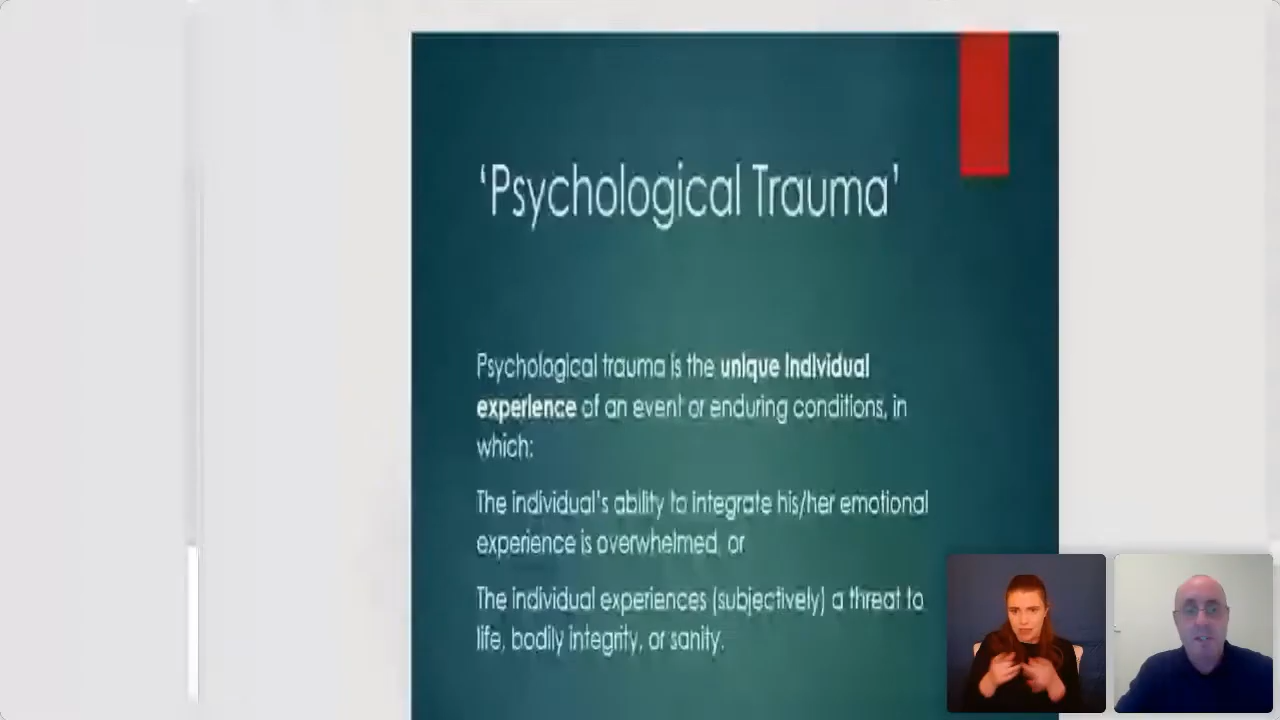 ‘Psychological Trauma’
Psychological trauma is the unique individual
experience of an event or enduring conditions, in
which:
The individual's ability to integrate his/her emotional
experience is overwhelmed, or
The individual experiences (subjectively) a threat to
life, bodily integrity, or sanity.